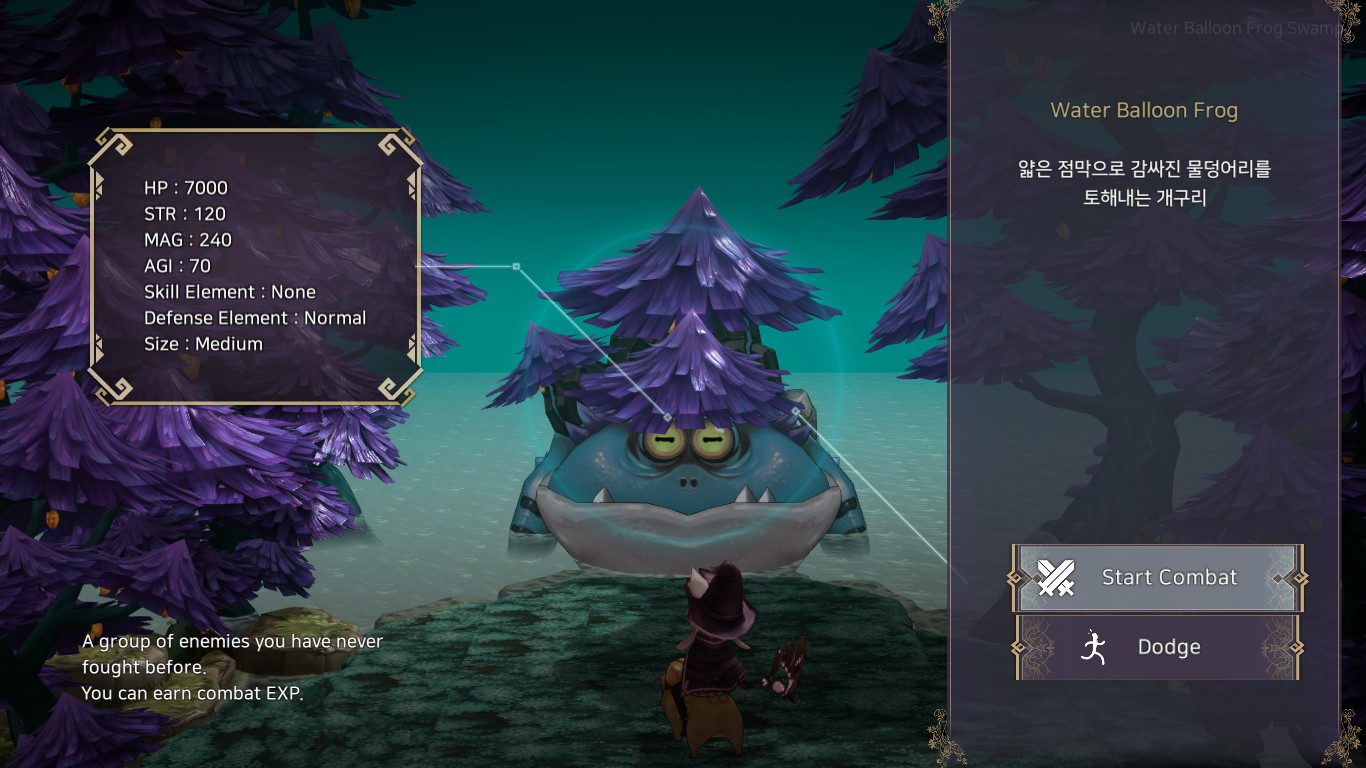 Water Balloon Frog Swamp
HP : 7000
STR : 120
MAG : 240
AGI : 70
Skill Element : None
Defense Element : Normal
Size : Medium
Water Balloon Frog
얇은 점막으로 감싸진 물덩어리를
토해내는 개구리
Start Combat
Dodge
A group of enemies you have never
fought before.
You can earn combat EXP.